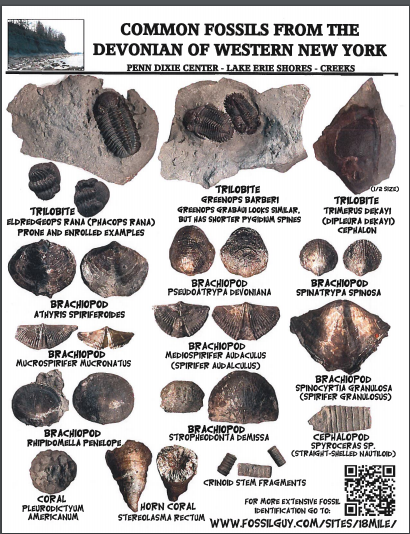 COMMON FOSSILS FROM THE
DEVONIAN OF WESTERN NEW YORK
PENN DIXIE CENTER - LAKE ERIE SHORES - CREEKS
TRILOBITE
ELDREDGEOPS RANA (PHACOPS RANA)
PRONE AND ENROLLED EXAMPLES
TRILOBITE
GREENOPS BARBERI
GREENOPS GRABAUI LOOKS SIMILAR,
BUT HAS SHORTER PYGIDIUM SPINES
(1/2 SIZE)
TRILOBITE
TRIMERUS DEKAYI
(DIPLEURA DEKAYI)
CEPHALON
BRACHIOPOD
ATHYRIS SPIRIFEROIDES
BRACHIOPOD
PSEUDOATRYPA DEVONIANA
BRACHIOPOD
SPINATRYPA SPINOSA
BRACHIOPOD
MUCROSPIRIFER MUCRONATUS
BRACHIOPOD
MEDIOSPIRIFER AUDACULUS
(SPIRIFER AUDALCULUS)
BRACHIOPOD
SPINOCYRTIA GRANULOSA
(SPIRIFER GRANULOSUS)
BRACHIOPOD
RHIPIDOMELLA PENELOPE
BRACHIOPOD
STROPHEODONTA DEMISSA
CEPHALOPOD
SPYROCERAS SP.
(STRAIGHT-SHELLED NAUTILOID)
CORAL
PLEURODICTYUM
AMERICANUM
HORN CORAL
STEREOLASMA RECTUM
CRINOID STEM FRAGMENTS
FOR MORE EXTENSIVE FOSSIL
IDENTIFICATION GO TO:
WWW.FOSSILGUY.COM/SITES/18MILE/